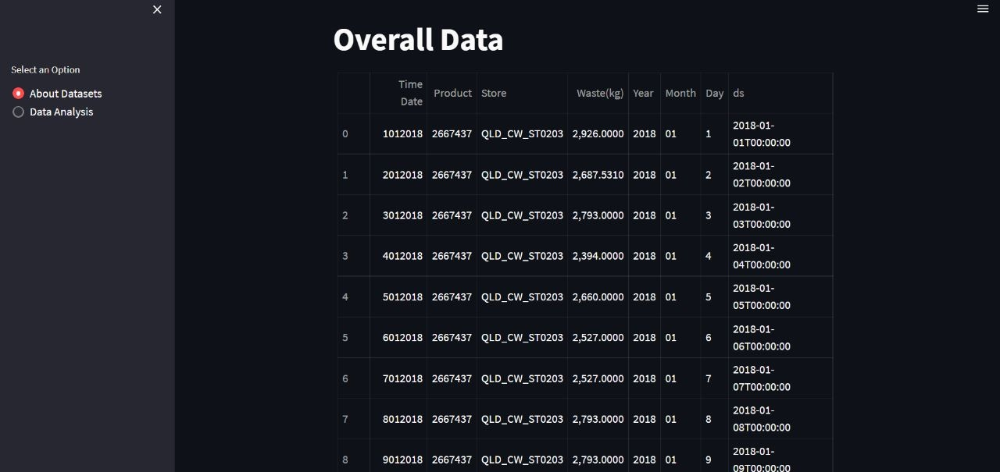 Select an Option
About Datasets
Data Analysis
Overall Data
Time Date Product Store Waste(kg) Year Month Day ds
0 1012018 2667437 QLD_CW_ST0203 2,926.0000 2018 01 1 2018-01-01T00:00:00
1 2012018 2667437 QLD_CW_ST0203 2,687.5310 2018 01 2 2018-01-02T00:00:00
2 3012018 2667437 QLD_CW_ST0203 2,793.0000 2018 01 3 2018-01-03T00:00:00
3 4012018 2667437 QLD_CW_ST0203 2,394.0000 2018 01 4 2018-01-04T00:00:00
4 5012018 2667437 QLD_CW_ST0203 2,660.0000 2018 01 5 2018-01-05T00:00:00
5 6012018 2667437 QLD_CW_ST0203 2,527.0000 2018 01 6 2018-01-06T00:00:00
6 7012018 2667437 QLD_CW_ST0203 2,527.0000 2018 01 7 2018-01-07T00:00:00
7 8012018 2667437 QLD_CW_ST0203 2,793.0000 2018 01 8 2018-01-08T00:00:00
8 9012018 2667437 QLD_CW_ST0203 2,793.0000 2018 01 9 2018-01-09T00:00:00